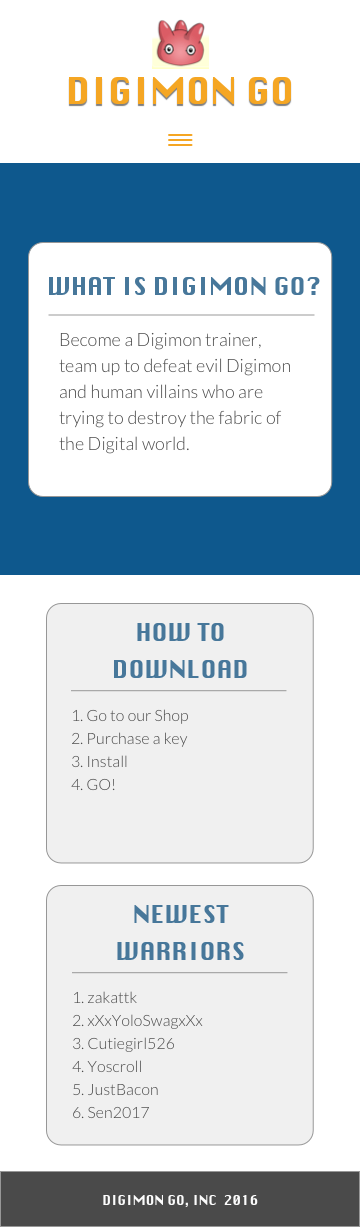 DIGIMON GO
WHAT IS DIGIMON GO?
Become a Digimon trainer,
team up to defeat evil Digimon
and human villains who are
trying to destroy the fabric of
the Digital world.
HOW TO
DOWNLOAD
1. Go to our Shop
2. Purchase a key
3. Install
4. GO!
NEWEST
WARRIORS
1. zakattk
2. xXxYoloSwagxXx
3. Cutiegirl526
4. Yoscroll
5. JustBacon
6. Sen2017
DIGIMON GO, INC 2016